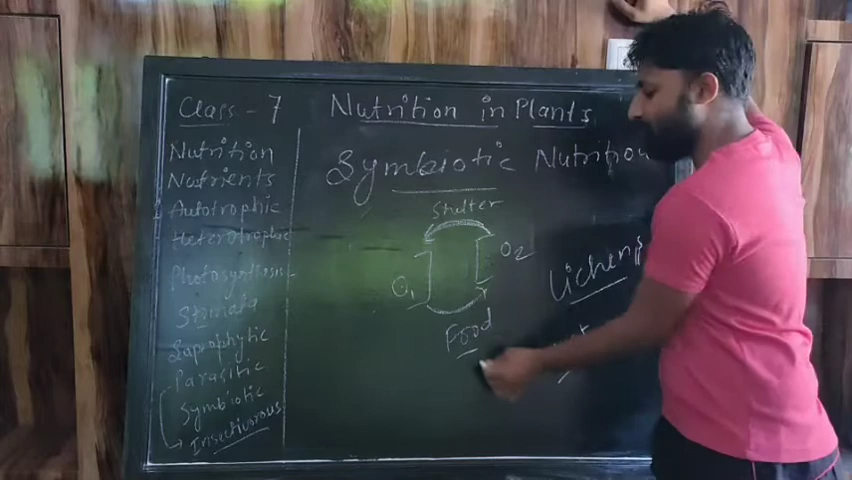 Class - 7
Nutrition
Nutrients
Autotrophic
Heterotrophic
Photosynthesis
Stomata
Saprophytic
Parasitic
Symbiotic
Insectivorous
Nutrition in Plants
Symbiotic Nutrition
Shelter
O1
O2
Food
Lichens